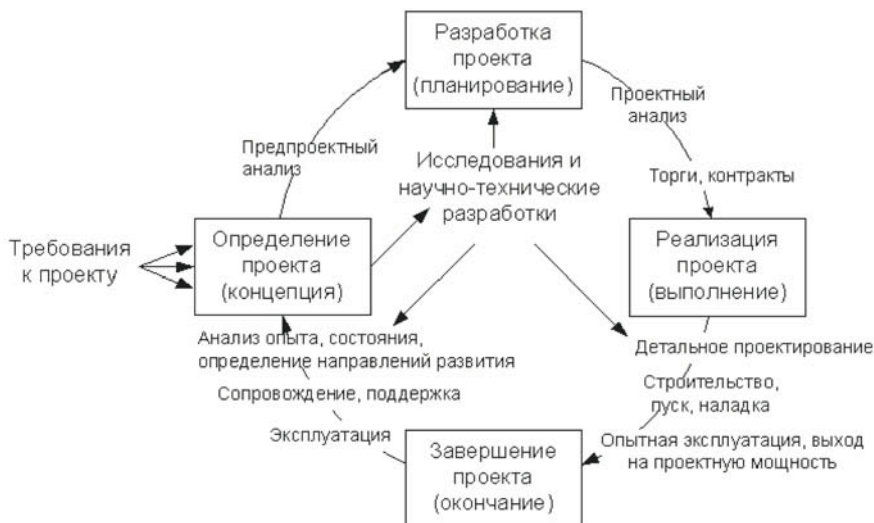 Разработка
проекта
(планирование)
Проектный
анализ
Предпроектный
анализ
Исследования и
научно-технические
разработки
Торги, контракты
Требования
к проекту
Определение
проекта
(концепция)
Реализация
проекта
(выполнение)
Анализ опыта, состояния,
определение направлений развития
Детальное проектирование
Сопровождение, поддержка
Строительство,
пуск, наладка
Эксплуатация
Завершение
проекта
(окончание)
Опытная эксплуатация, выход
на проектную мощность